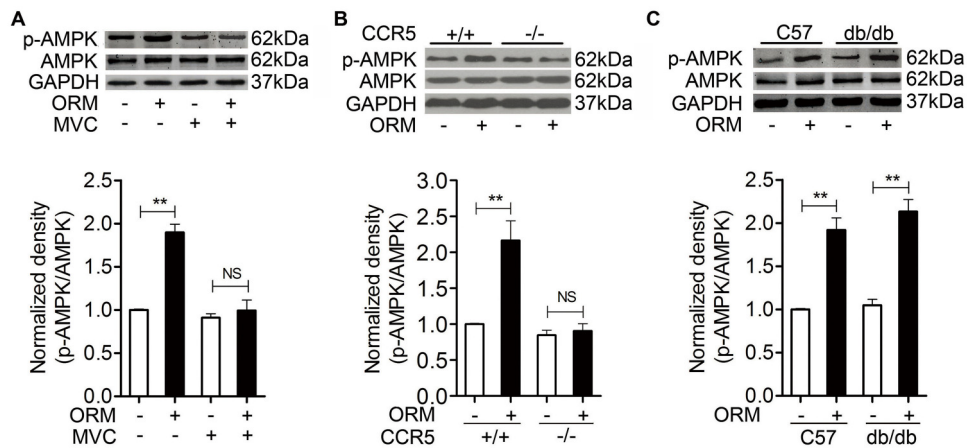 A
p-AMPK 62kDa
AMPK 62kDa
GAPDH 37kDa
ORM - + - +
MVC - - + +
Normalized density
(p-AMPK/AMPK)
2.5
2.0
1.5
1.0
0.5
0.0
**
NS
ORM - + - +
MVC - - + +
B
CCR5 +/+ -/-
p-AMPK 62kDa
AMPK 62kDa
GAPDH 37kDa
ORM - + - +
Normalized density
(p-AMPK/AMPK)
3.0
2.5
2.0
1.5
1.0
0.5
0.0
**
NS
ORM - + - +
CCR5 +/+ -/-
C
C57 db/db
p-AMPK 62kDa
AMPK 62kDa
GAPDH 37kDa
ORM - + - +
Normalized density
(p-AMPK/AMPK)
2.5
2.0
1.5
1.0
0.5
0.0
**
**
ORM - + - +
C57 db/db